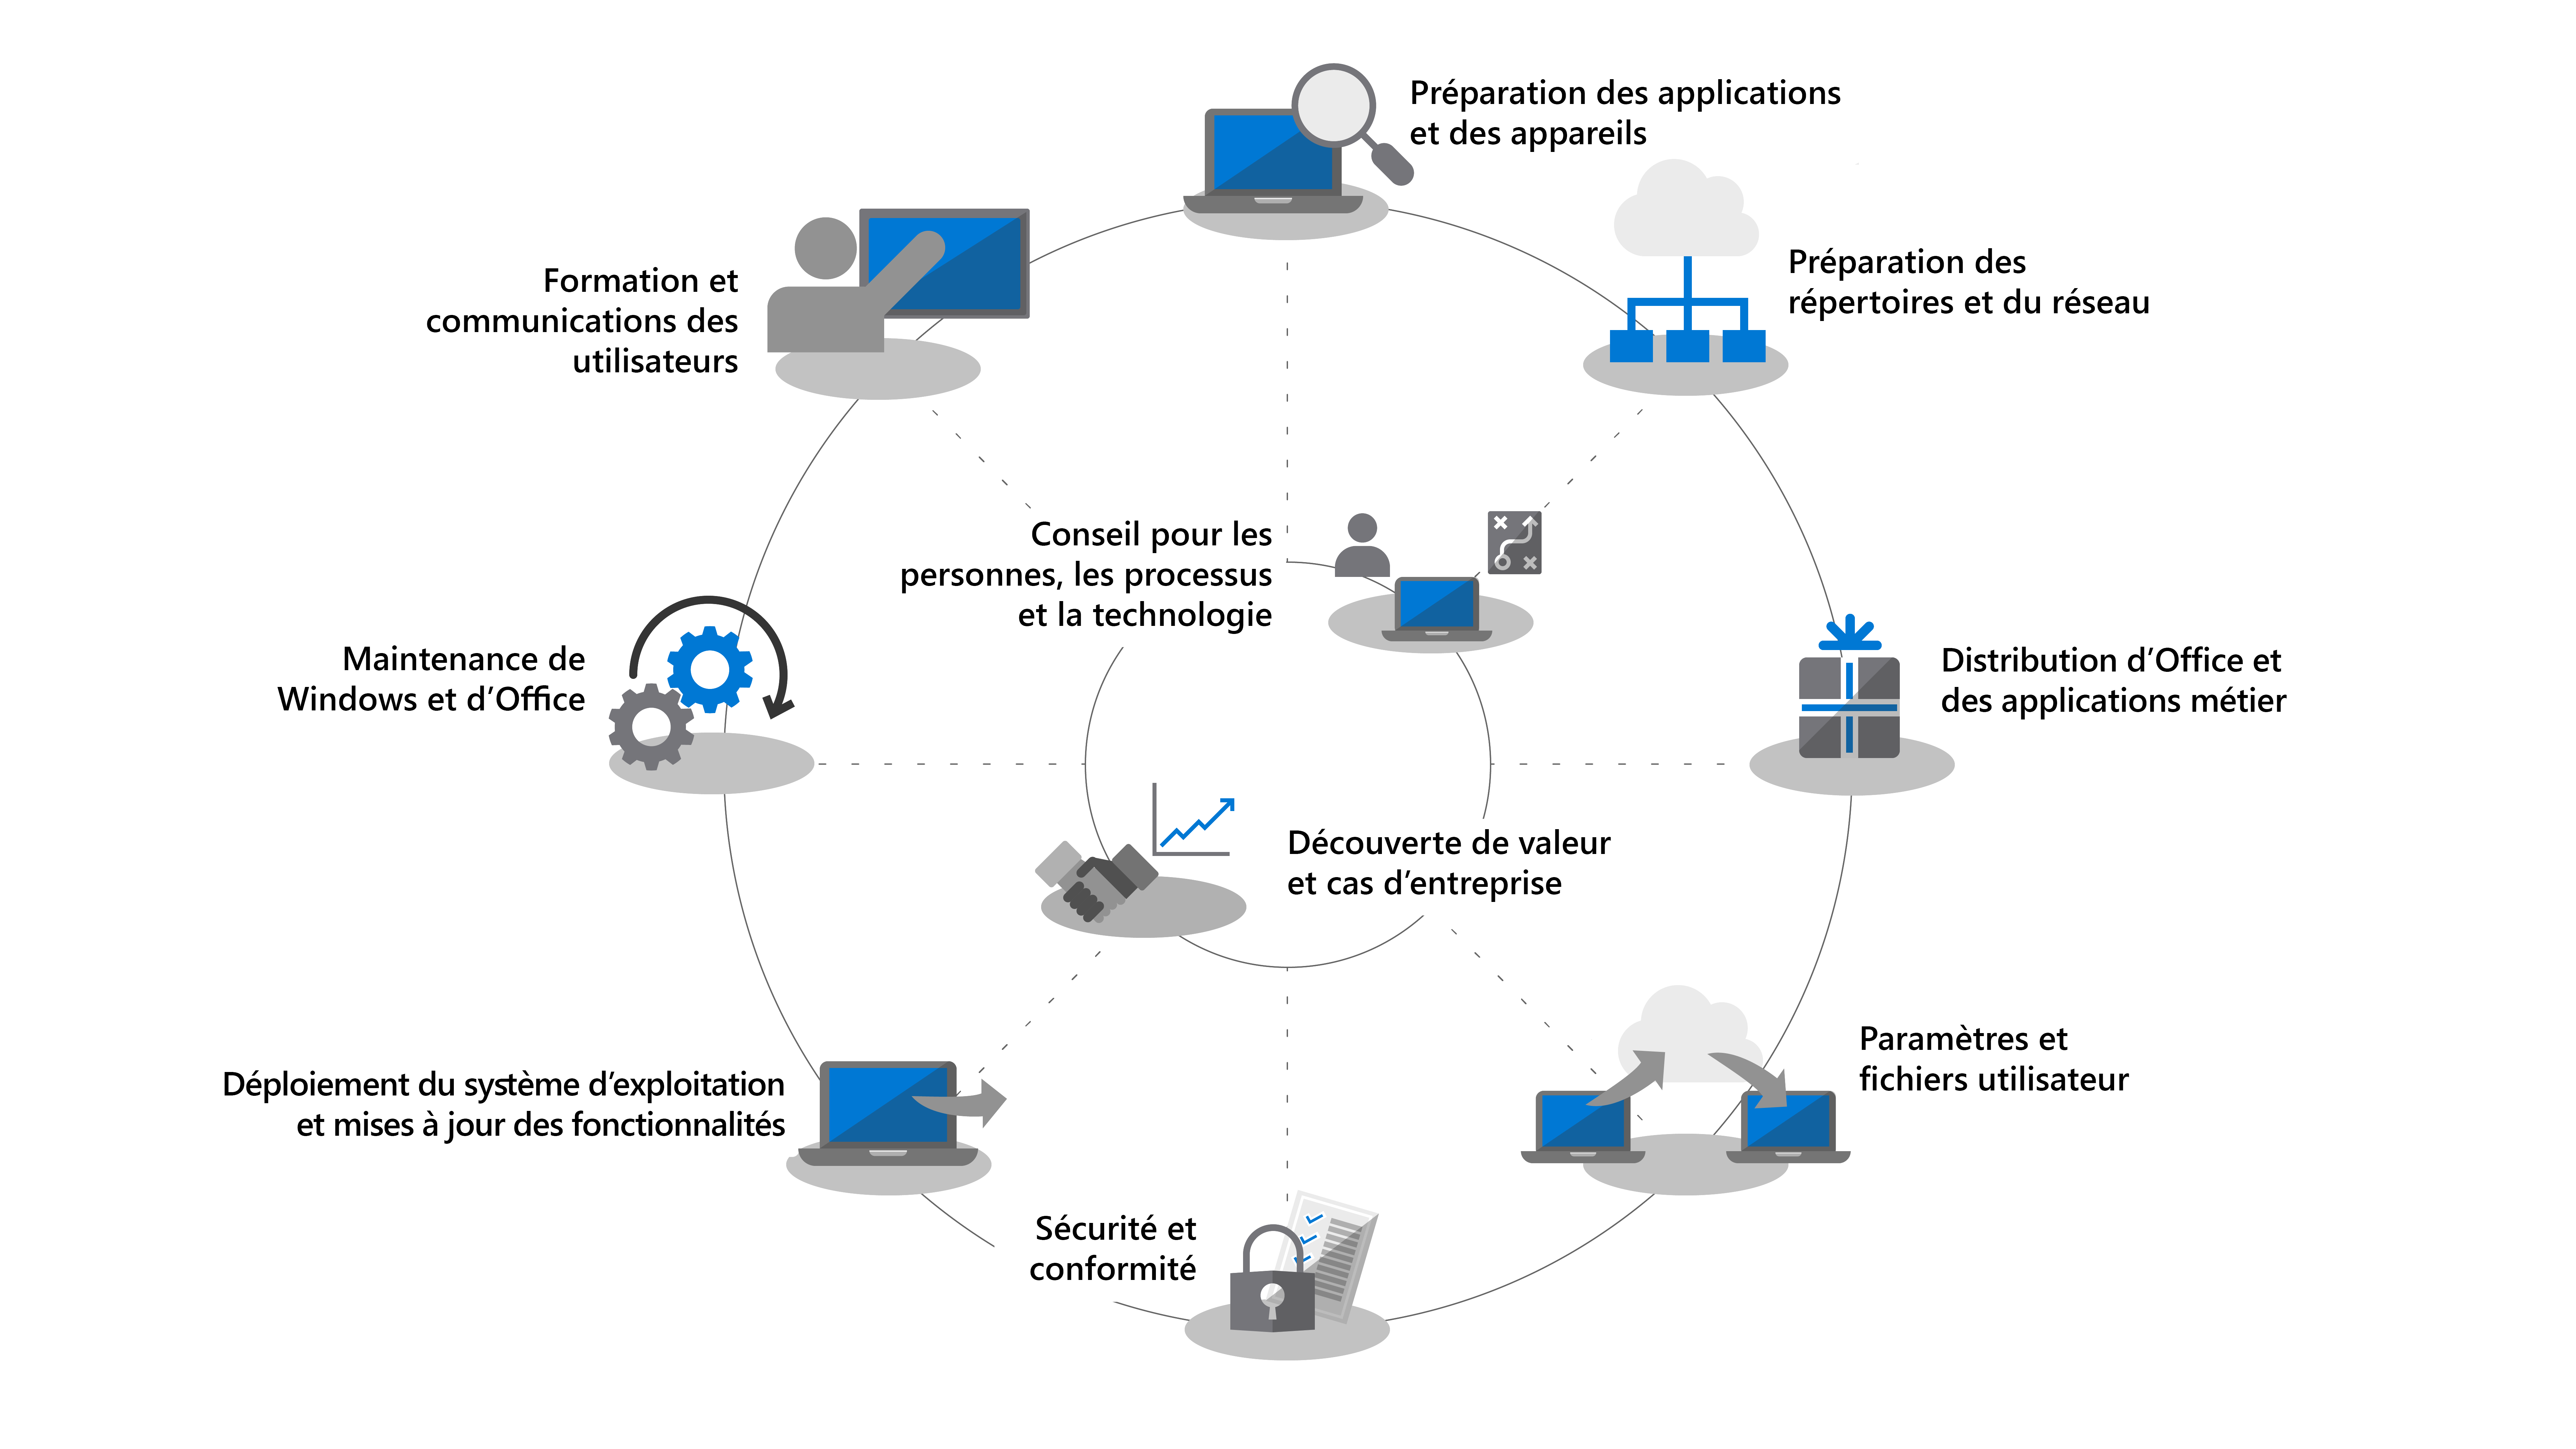 Préparation des applications
et des appareils
Préparation des
répertoires et du réseau
Formation et
communications des
utilisateurs
Conseil pour les
personnes, les processus
et la technologie
Maintenance de
Windows et d’Office
Distribution d’Office et
des applications métier
Découverte de valeur
et cas d’entreprise
Paramètres et
fichiers utilisateur
Déploiement du système d’exploitation
et mises à jour des fonctionnalités
Sécurité et
conformité